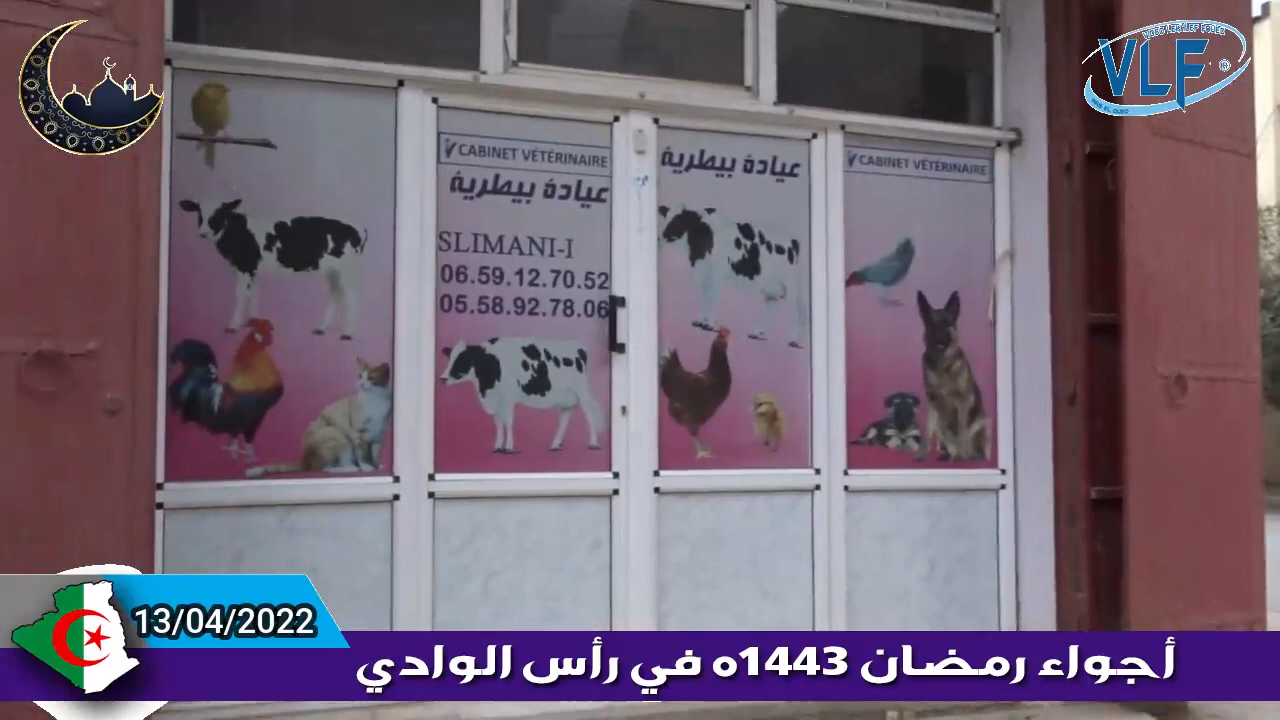 VLF
CABINET VÉTÉRINAIRE
عيادة بيطرية
SLIMANI-I
06.59.12.70.52
05.58.92.78.06
عيادة بيطرية
CABINET VÉTÉRINAIRE
13/04/2022
أجواء رمضان 1443ه في رأس الوادي